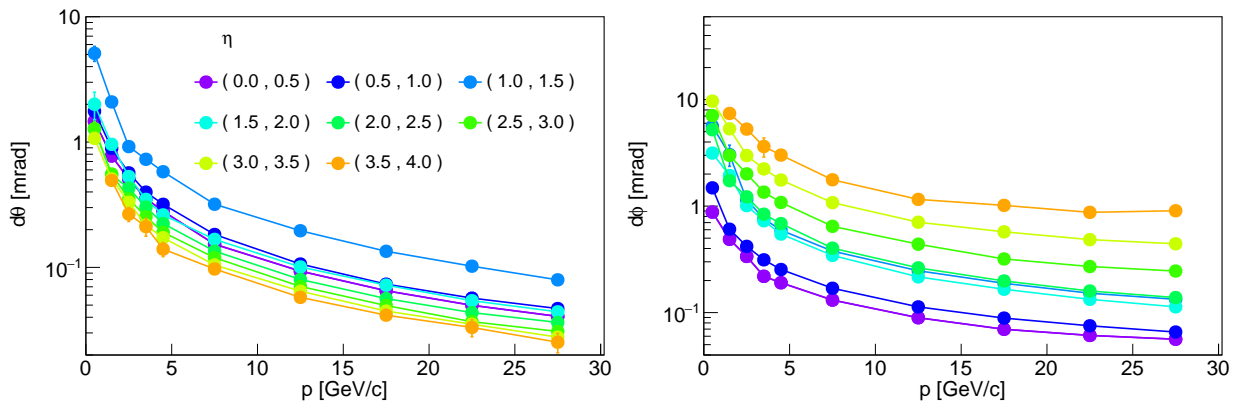 10
1
10⁻¹
dθ [mrad]
η
( 0.0 , 0.5 ) ( 0.5 , 1.0 ) ( 1.0 , 1.5 )
( 1.5 , 2.0 ) ( 2.0 , 2.5 ) ( 2.5 , 3.0 )
( 3.0 , 3.5 ) ( 3.5 , 4.0 )
0 5 10 15 20 25 30
p [GeV/c]
10
1
10⁻¹
dϕ [mrad]
0 5 10 15 20 25 30
p [GeV/c]